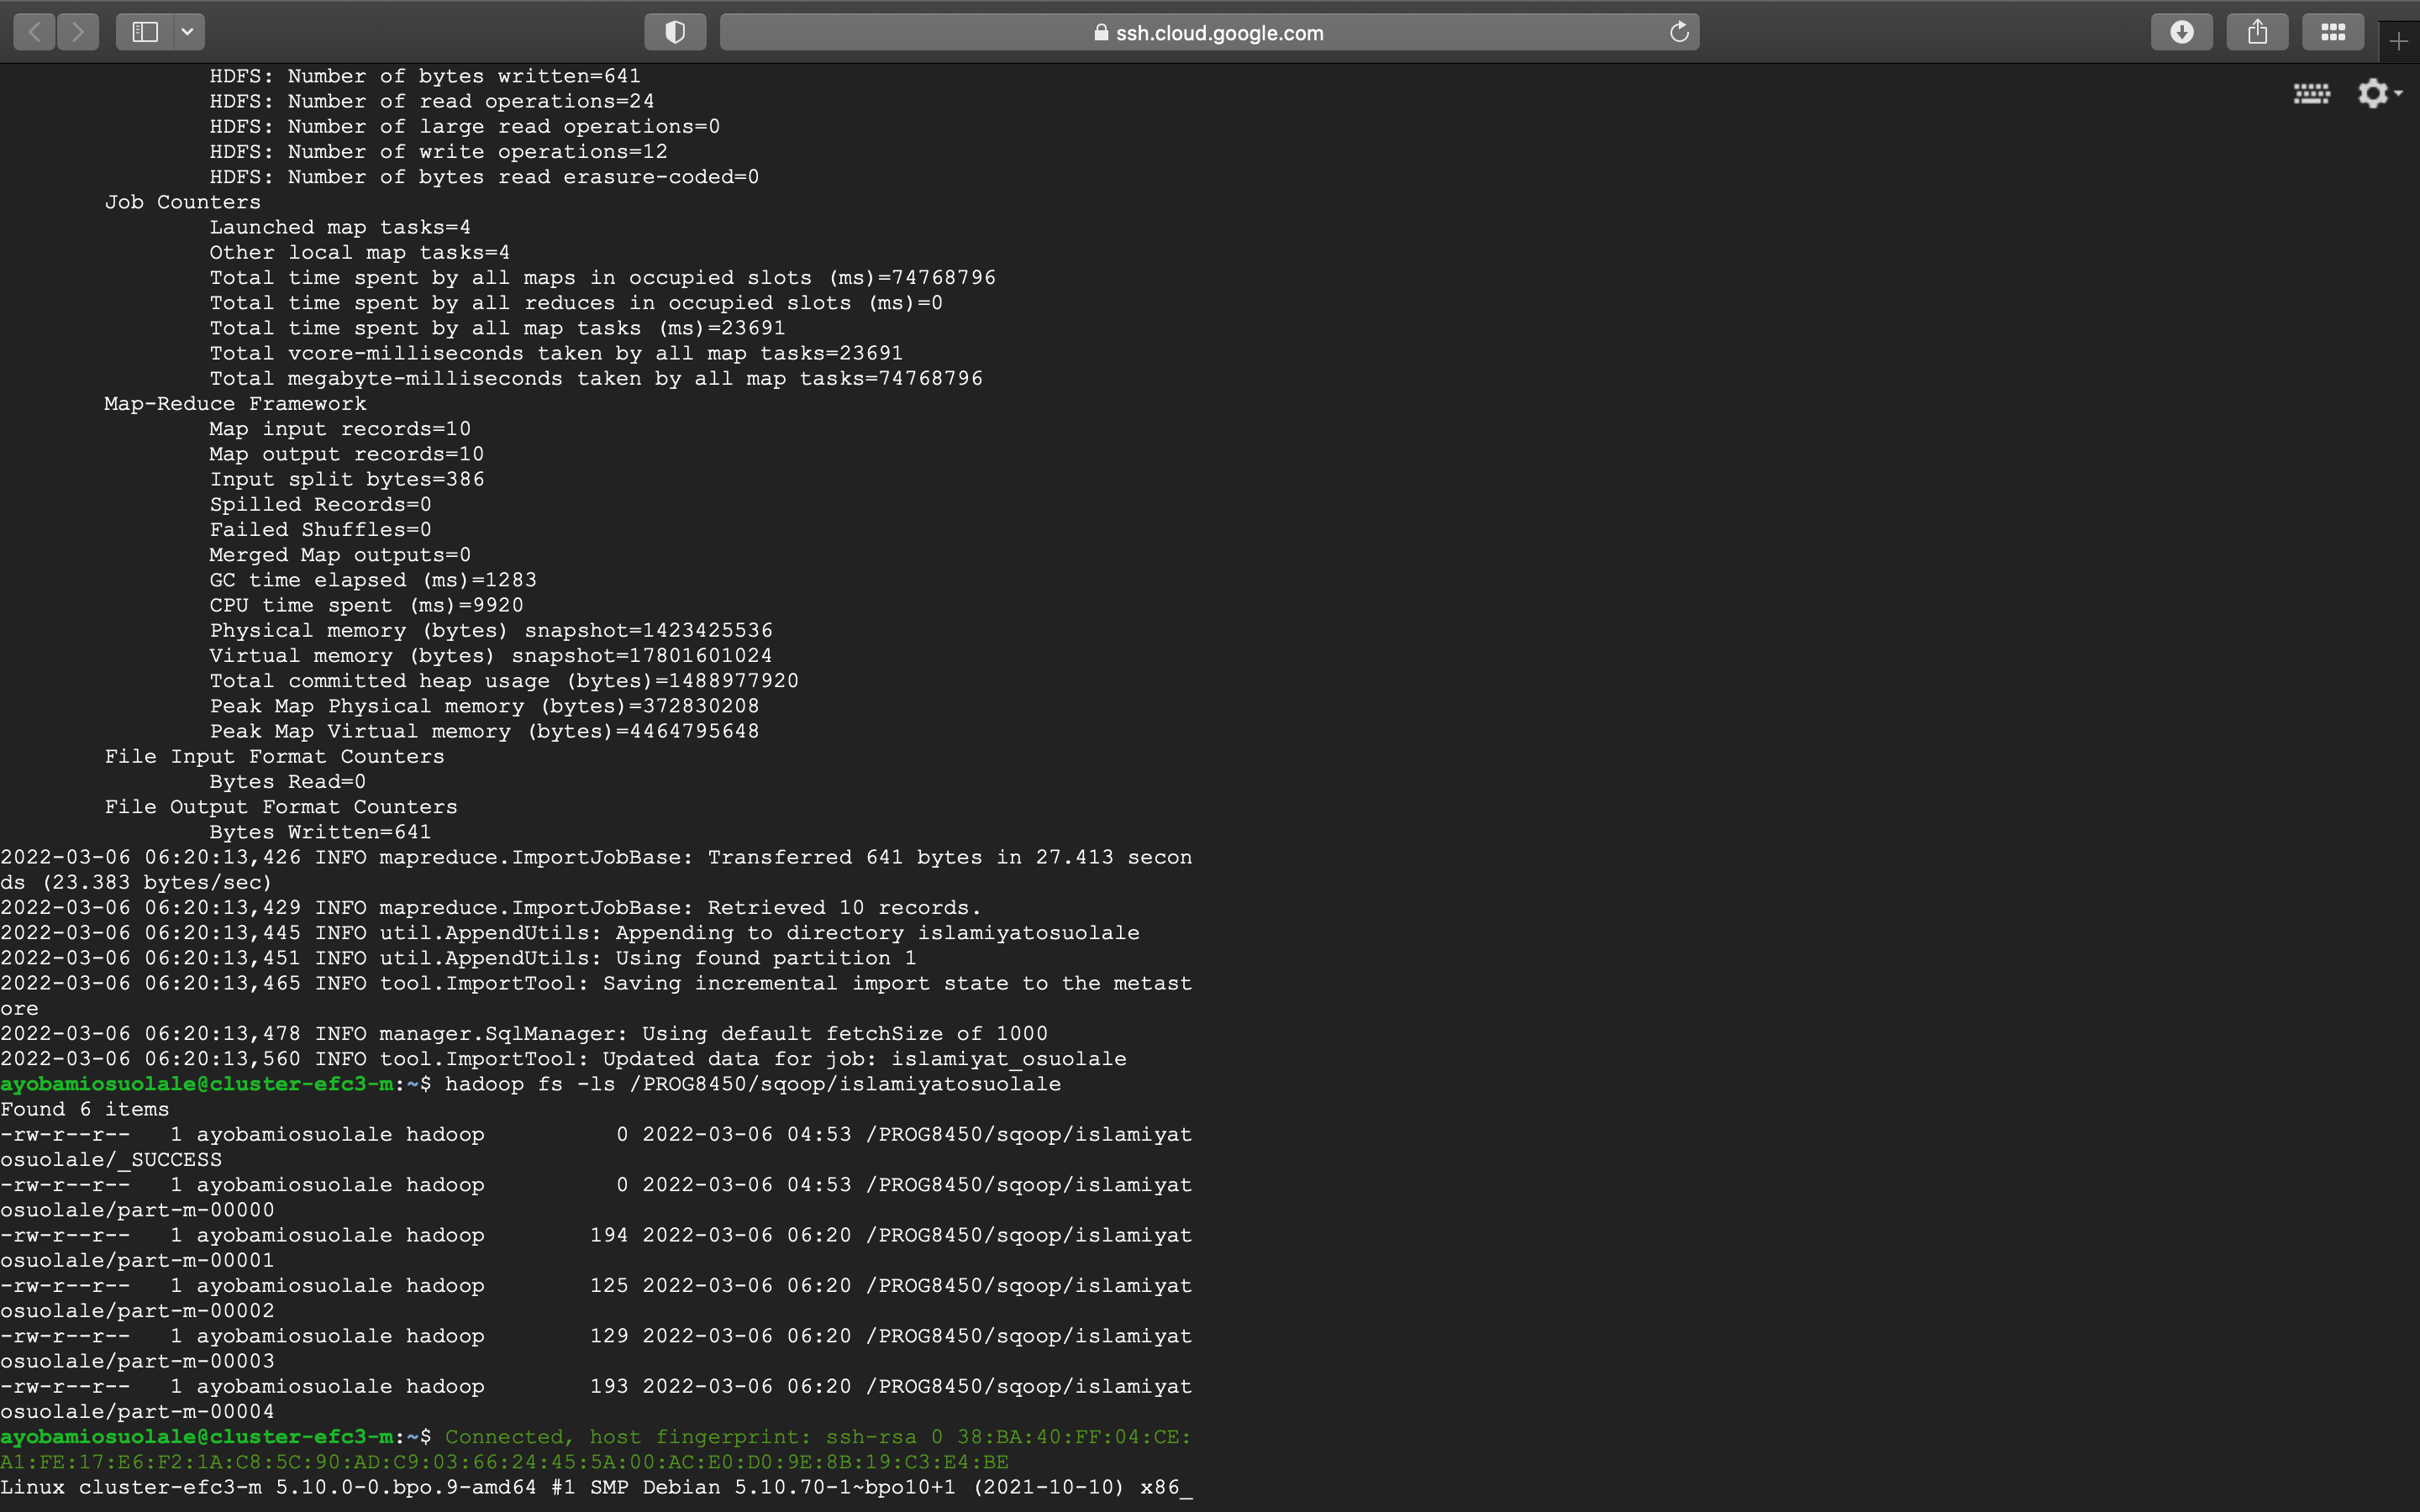 ssh.cloud.google.com
HDFS: Number of bytes written=641
HDFS: Number of read operations=24
HDFS: Number of large read operations=0
HDFS: Number of write operations=12
HDFS: Number of bytes read erasure-coded=0
Job Counters
Launched map tasks=4
Other local map tasks=4
Total time spent by all maps in occupied slots (ms)=74768796
Total time spent by all reduces in occupied slots (ms)=0
Total time spent by all map tasks (ms)=23691
Total vcore-milliseconds taken by all map tasks=23691
Total megabyte-milliseconds taken by all map tasks=74768796
Map-Reduce Framework
Map input records=10
Map output records=10
Input split bytes=386
Spilled Records=0
Failed Shuffles=0
Merged Map outputs=0
GC time elapsed (ms)=1283
CPU time spent (ms)=9920
Physical memory (bytes) snapshot=1423425536
Virtual memory (bytes) snapshot=17801601024
Total committed heap usage (bytes)=1488977920
Peak Map Physical memory (bytes)=372830208
Peak Map Virtual memory (bytes)=4464795648
File Input Format Counters
Bytes Read=0
File Output Format Counters
Bytes Written=641
2022-03-06 06:20:13,426 INFO mapreduce.ImportJobBase: Transferred 641 bytes in 27.413 secon
ds (23.383 bytes/sec)
2022-03-06 06:20:13,429 INFO mapreduce.ImportJobBase: Retrieved 10 records.
2022-03-06 06:20:13,445 INFO util.AppendUtils: Appending to directory islamiyatosuolale
2022-03-06 06:20:13,451 INFO util.AppendUtils: Using found partition 1
2022-03-06 06:20:13,465 INFO tool.ImportTool: Saving incremental import state to the metast
ore
2022-03-06 06:20:13,478 INFO manager.SqlManager: Using default fetchSize of 1000
2022-03-06 06:20:13,560 INFO tool.ImportTool: Updated data for job: islamiyat_osuolale
ayobamiosuolale@cluster-efc3-m:~$ hadoop fs -ls /PROG8450/sqoop/islamiyatosuolale
Found 6 items
-rw-r--r--   1 ayobamiosuolale hadoop          0 2022-03-06 04:53 /PROG8450/sqoop/islamiyat
osuolale/_SUCCESS
-rw-r--r--   1 ayobamiosuolale hadoop          0 2022-03-06 04:53 /PROG8450/sqoop/islamiyat
osuolale/part-m-00000
-rw-r--r--   1 ayobamiosuolale hadoop        194 2022-03-06 06:20 /PROG8450/sqoop/islamiyat
osuolale/part-m-00001
-rw-r--r--   1 ayobamiosuolale hadoop        125 2022-03-06 06:20 /PROG8450/sqoop/islamiyat
osuolale/part-m-00002
-rw-r--r--   1 ayobamiosuolale hadoop        129 2022-03-06 06:20 /PROG8450/sqoop/islamiyat
osuolale/part-m-00003
-rw-r--r--   1 ayobamiosuolale hadoop        193 2022-03-06 06:20 /PROG8450/sqoop/islamiyat
osuolale/part-m-00004
ayobamiosuolale@cluster-efc3-m:~$ Connected, host fingerprint: ssh-rsa 0 38:BA:40:FF:04:CE:
A1:FE:17:E6:F2:1A:C8:5C:90:AD:C9:03:66:24:45:5A:00:AC:E0:D0:9E:8B:19:C3:E4:BE
Linux cluster-efc3-m 5.10.0-0.bpo.9-amd64 #1 SMP Debian 5.10.70-1~bpo10+1 (2021-10-10) x86_